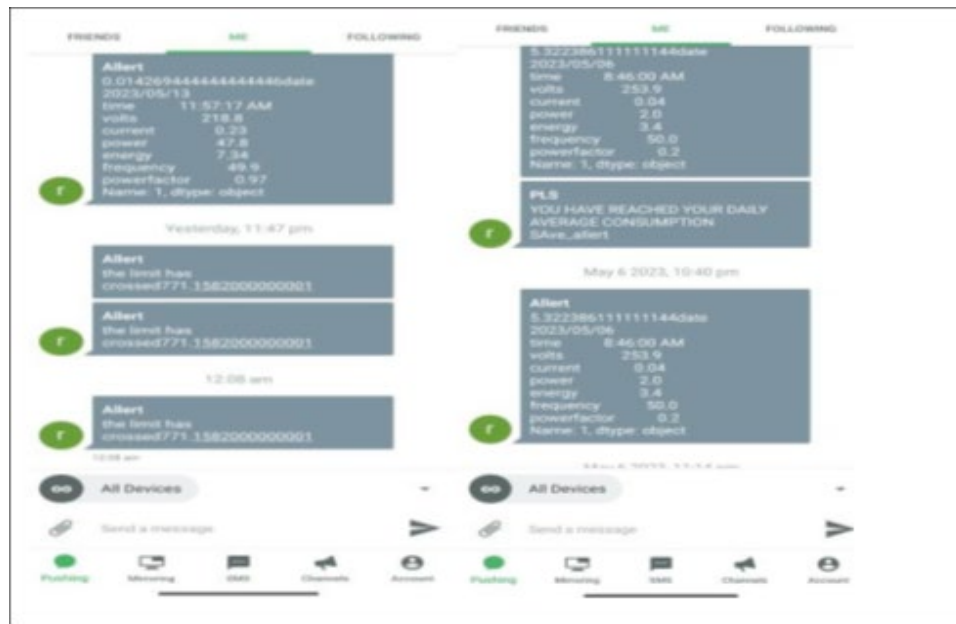 FRIENDS ME FOLLOWING
Allert
0.014269444444444446date
2023/05/13
time 11:57:17 AM
volts 218.8
current 0.23
power 47.8
energy 7.34
frequency 49.9
powerfactor 0.97
Name: 1, dtype: object
r
Yesterday, 11:47 pm
Allert
the limit has
crossed771.1582000000001
Allert
the limit has
crossed771.1582000000001
r
12:08 am
Allert
the limit has
crossed771.1582000000001
r
12:08 am
All Devices
Send a message
Pushing Mirroring SMS Channels Account
FRIENDS ME FOLLOWING
5.322386111111144date
2023/05/06
time 8:46:00 AM
volts 253.9
current 0.04
power 2.0
energy 3.4
frequency 50.0
powerfactor 0.2
Name: 1, dtype: object
PLS
YOU HAVE REACHED YOUR DAILY
AVERAGE CONSUMPTION
SAve_allert
r
May 6 2023, 10:40 pm
Allert
5.322386111111144date
2023/05/06
time 8:46:00 AM
volts 253.9
current 0.04
power 2.0
energy 3.4
frequency 50.0
powerfactor 0.2
Name: 1, dtype: object
r
May 6 2023,
All Devices
Send a message
Pushing Mirroring SMS Channels Account